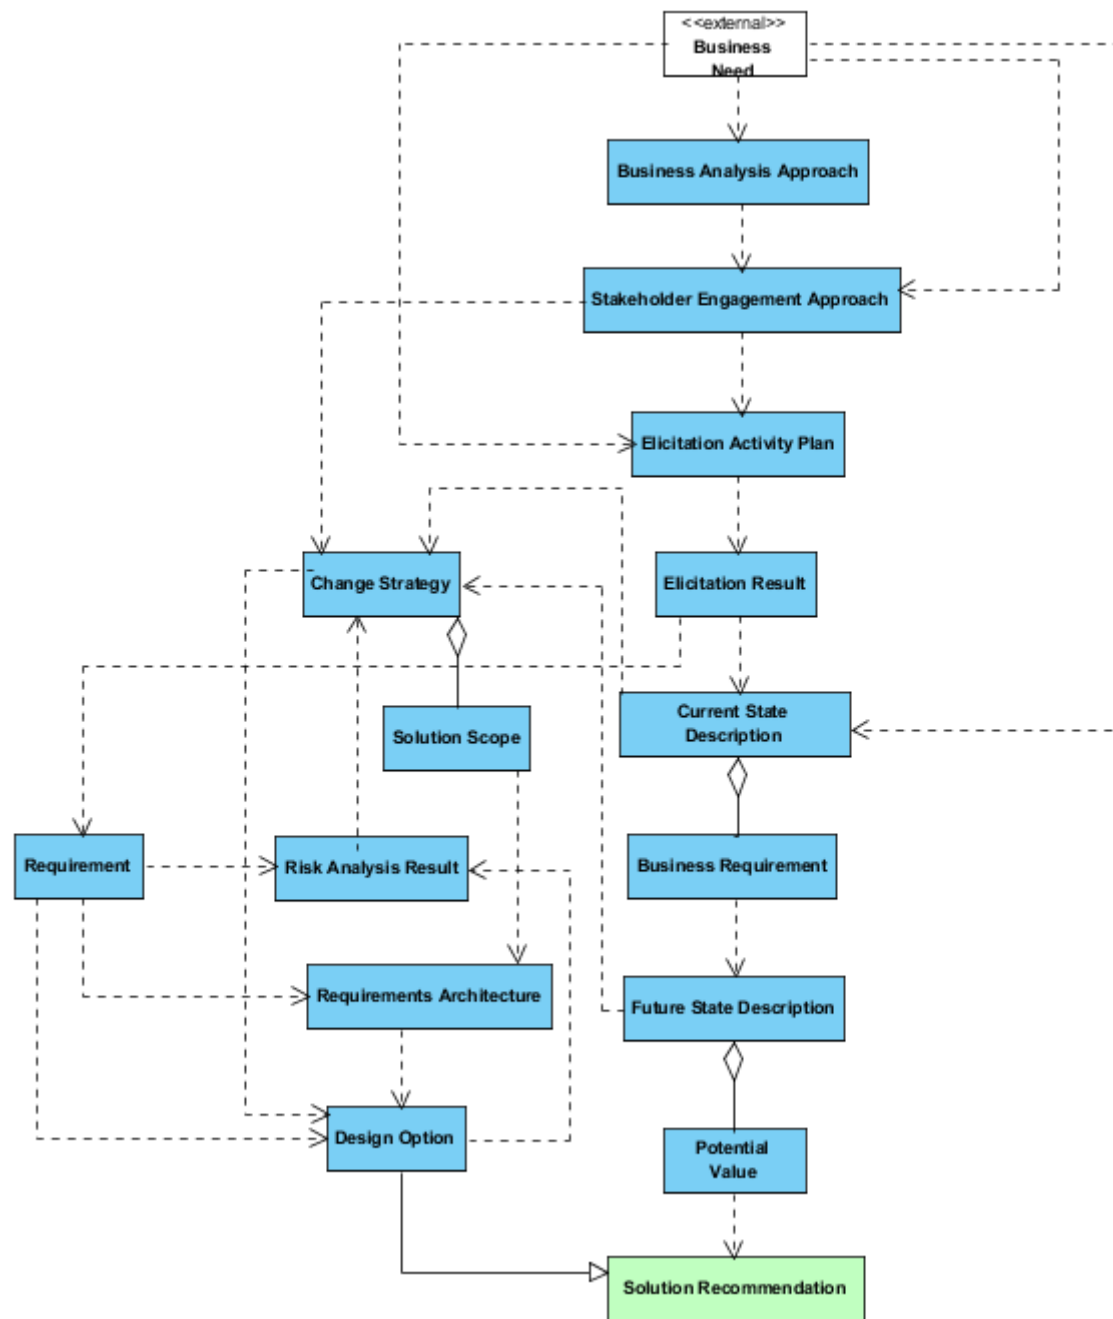 <<external>>
Business
Need
Business Analysis Approach
Stakeholder Engagement Approach
Elicitation Activity Plan
Change Strategy
Elicitation Result
Solution Scope
Current State
Description
Requirement
Risk Analysis Result
Business Requirement
Requirements Architecture
Future State Description
Design Option
Potential
Value
Solution Recommendation